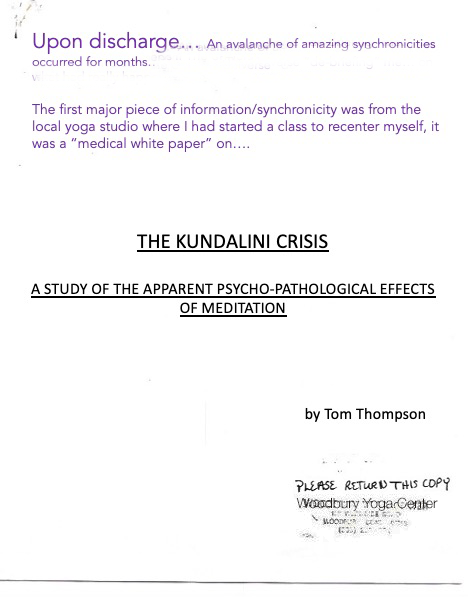 Upon discharge… An avalanche of amazing synchronicities
occurred for months..
The first major piece of information/synchronicity was from the
local yoga studio where I had started a class to recenter myself, it
was a “medical white paper” on….
THE KUNDALINI CRISIS
A STUDY OF THE APPARENT PSYCHO-PATHOLOGICAL EFFECTS
OF MEDITATION
by Tom Thompson
PLEASE RETURN THIS COPY
Woodbury Yoga Center